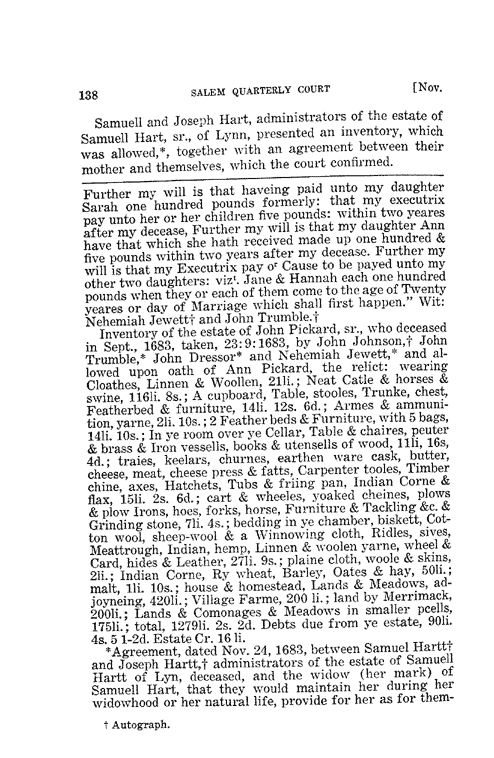 138 SALEM QUARTERLY COURT [Nov.
Samuell and Joseph Hart, administrators of the estate of
Samuell Hart, sr., of Lynn, presented an inventory, which
was allowed,*, together with an agreement between their
mother and themselves, which the court confirmed.
Further my will is that haveing paid unto my daughter
Sarah one hundred pounds formerly: that my executrix
pay unto her or her children five pounds: within two yeares
after my decease, Further my will is that my daughter Ann
have that which she hath received made up one hundred &
five pounds within two years after my decease. Further my
will is that my Executrix pay oʳ Cause to be payed unto my
other two daughters: vizᵗ. Jane & Hannah each one hundred
pounds when they or each of them come to the age of Twenty
yeares or day of Marriage which shall first happen." Wit:
Nehemiah Jewett† and John Trumble.†
Inventory of the estate of John Pickard, sr., who deceased
in Sept., 1683, taken, 23:9:1683, by John Johnson,† John
Trumble,* John Dressor* and Nehemiah Jewett,* and al-
lowed upon oath of Ann Pickard, the relict: wearing
Cloathes, Linnen & Woollen, 21li.; Neat Catle & horses &
swine, 116li. 8s.; A cupboard, Table, stooles, Trunke, chest,
Featherbed & furniture, 14li. 12s. 6d.; Armes & ammuni-
tion, yarne, 2li. 10s.; 2 Feather beds & Furniture, with 5 bags,
14li. 10s.; In ye room over ye Cellar, Table & chaires, peuter
& brass & Iron vessells, books & utensells of wood, 11li, 16s,
4d.; traies, keelars, churnes, earthen ware cask, butter,
cheese, meat, cheese press & fatts, Carpenter tooles, Timber
chine, axes, Hatchets, Tubs & friing pan, Indian Corne &
flax, 15li. 2s. 6d.; cart & wheeles, yoaked cheines, plows
& plow Irons, hoes, forks, horse, Furniture & Tackling &c. &
Grinding stone, 7li. 4s.; bedding in ye chamber, biskett, Cot-
ton wool, sheep-wool & a Winnowing cloth, Ridles, sives,
Meattrough, Indian, hemp, Linnen & woolen yarne, wheel &
Card, hides & Leather, 27li. 9s.; plaine cloth, woole & skins,
2li.; Indian Corne, Ry wheat, Barley, Oates & hay, 50li.;
malt, 1li. 10s.; house & homestead, Lands & Meadows, ad-
joyneing, 420li.; Village Farme, 200 li.; land by Merrimack,
200li.; Lands & Comonages & Meadows in smaller pcells,
175li.; total, 1279li. 2s. 2d. Debts due from ye estate, 90li.
4s. 5 1-2d. Estate Cr. 16 li.
*Agreement, dated Nov. 24, 1683, between Samuel Hartt†
and Joseph Hartt,† administrators of the estate of Samuell
Hartt of Lyn, deceased, and the widow (her mark) of
Samuell Hart, that they would maintain her during her
widowhood or her natural life, provide for her as for them-
† Autograph.